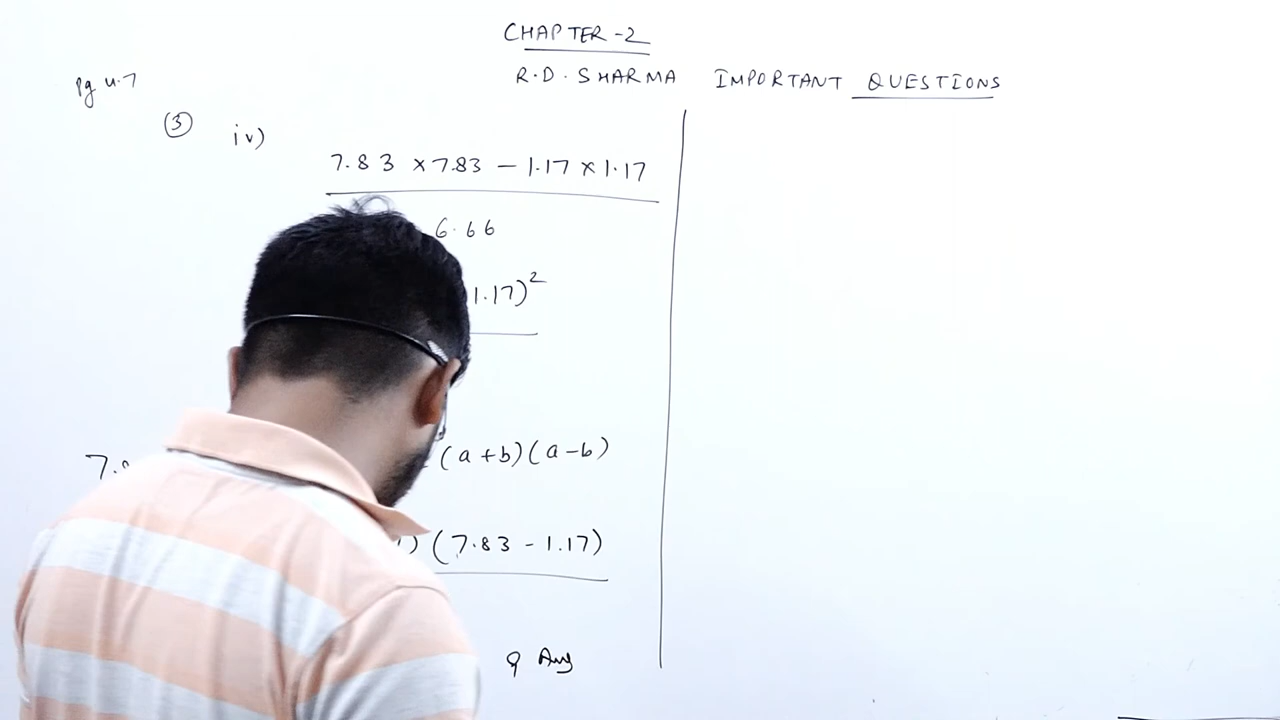 CHAPTER-2
R.D. SHARMA IMPORTANT QUESTIONS
Pg 4.7
3 iv)
7.83 × 7.83 – 1.17 × 1.17
6.66
1.17)²
(a+b)(a-b)
) (7.83 - 1.17)
9 Ans